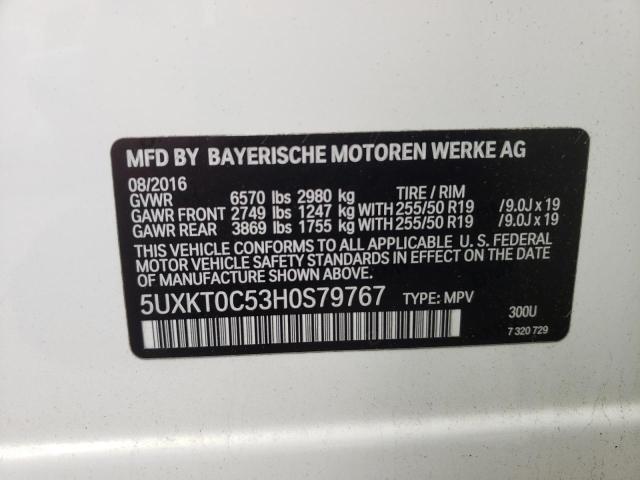 MFD BY BAYERISCHE MOTOREN WERKE AG
08/2016
GVWR 6570 lbs 2980 kg TIRE / RIM
GAWR FRONT 2749 lbs 1247 kg WITH 255/50 R19 /9.0J x 19
GAWR REAR 3869 lbs 1755 kg WITH 255/50 R19 /9.0J x 19
THIS VEHICLE CONFORMS TO ALL APPLICABLE U. S. FEDERAL
MOTOR VEHICLE SAFETY STANDARDS IN EFFECT ON THE DATE
OF MANUFACTURE SHOWN ABOVE.
5UXKT0C53H0S79767 TYPE: MPV
300U
7 320 729